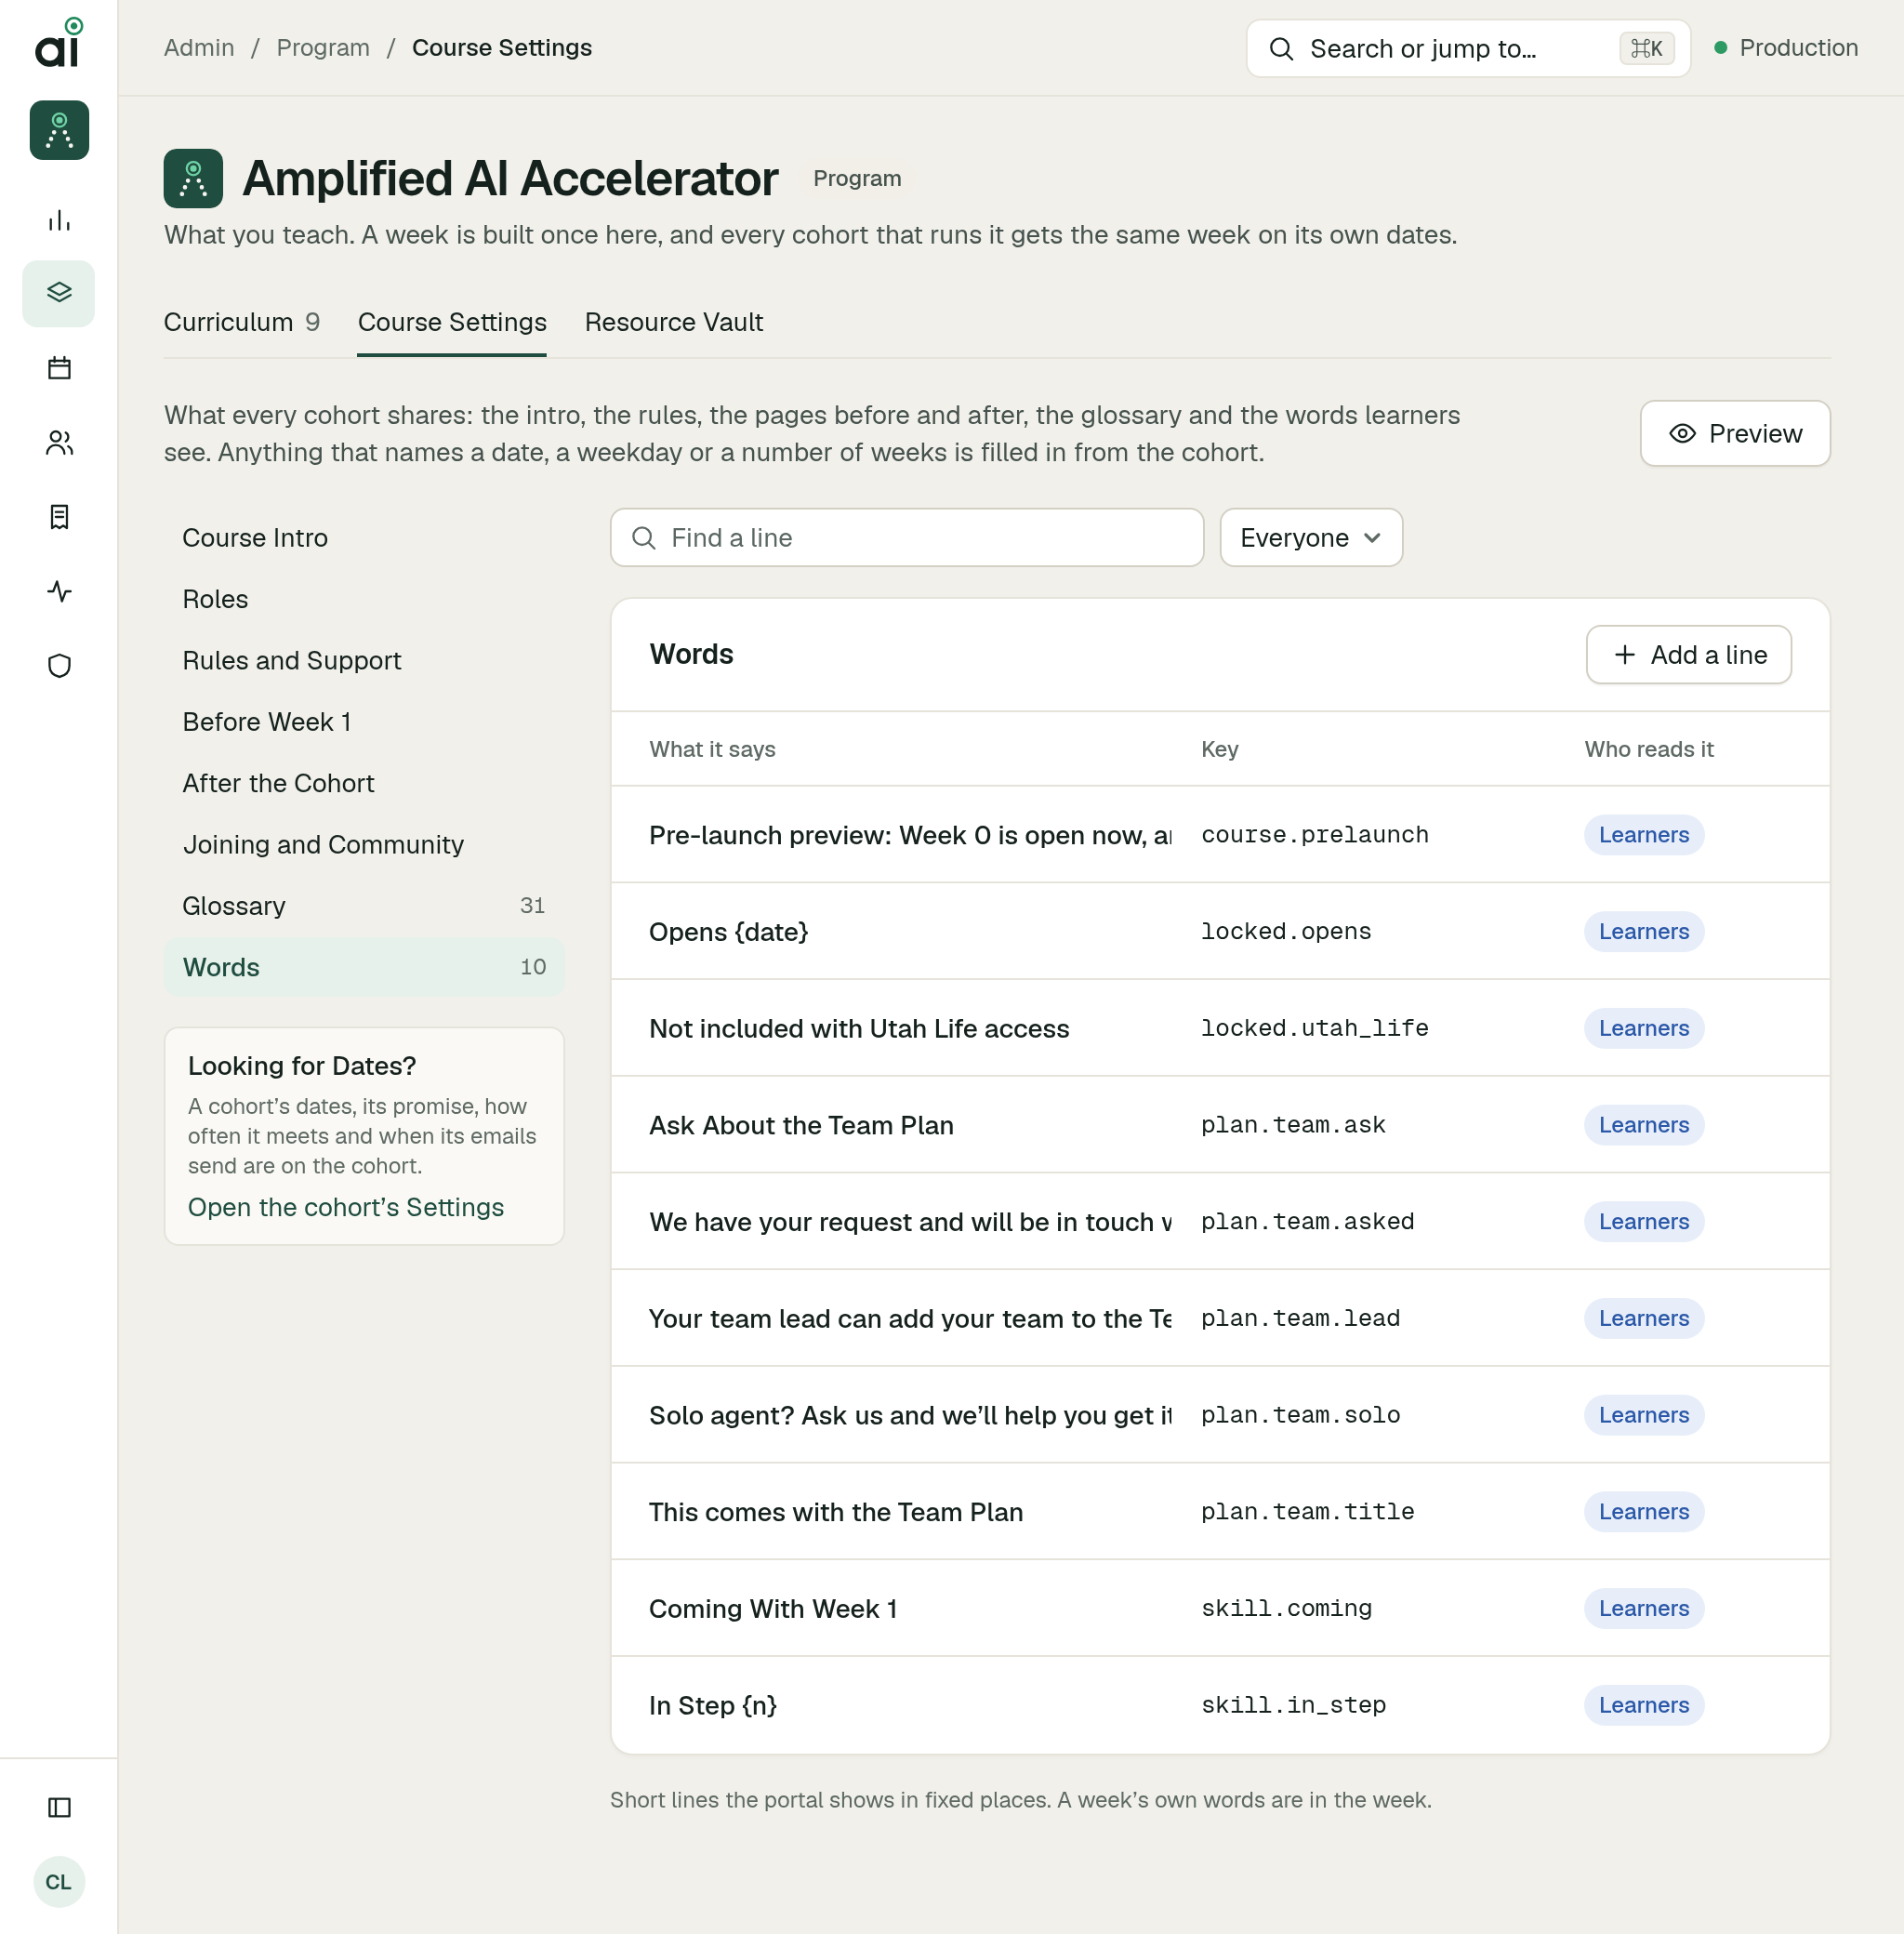 ai
Admin / Program / Course Settings
Search or jump to…
⌘K
Production
Amplified AI Accelerator
Program
What you teach. A week is built once here, and every cohort that runs it gets the same week on its own dates.
Curriculum 9
Course Settings
Resource Vault
What every cohort shares: the intro, the rules, the pages before and after, the glossary and the words learners
see. Anything that names a date, a weekday or a number of weeks is filled in from the cohort.
Preview
Course Intro
Roles
Rules and Support
Before Week 1
After the Cohort
Joining and Community
Glossary 31
Words 10
Looking for Dates?
A cohort’s dates, its promise, how
often it meets and when its emails
send are on the cohort.
Open the cohort’s Settings
Find a line
Everyone
Words
Add a line
What it says Key Who reads it
Pre-launch preview: Week 0 is open now, course.prelaunch Learners
Opens {date} locked.opens Learners
Not included with Utah Life access locked.utah_life Learners
Ask About the Team Plan plan.team.ask Learners
We have your request and will be in touch plan.team.asked Learners
Your team lead can add your team to the plan.team.lead Learners
Solo agent? Ask us and we’ll help you get plan.team.solo Learners
This comes with the Team Plan plan.team.title Learners
Coming With Week 1 skill.coming Learners
In Step {n} skill.in_step Learners
Short lines the portal shows in fixed places. A week’s own words are in the week.
CL